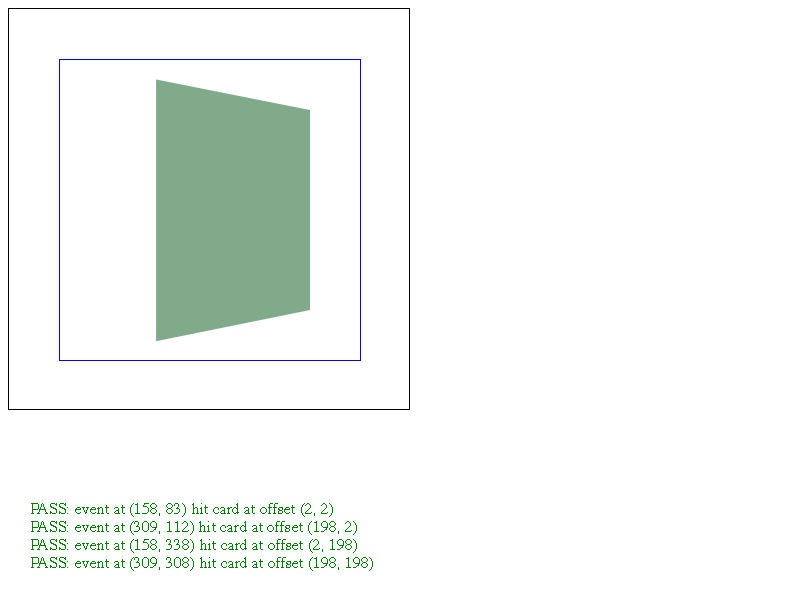 PASS: event at (158, 83) hit card at offset (2, 2)
PASS: event at (309, 112) hit card at offset (198, 2)
PASS: event at (158, 338) hit card at offset (2, 198)
PASS: event at (309, 308) hit card at offset (198, 198)